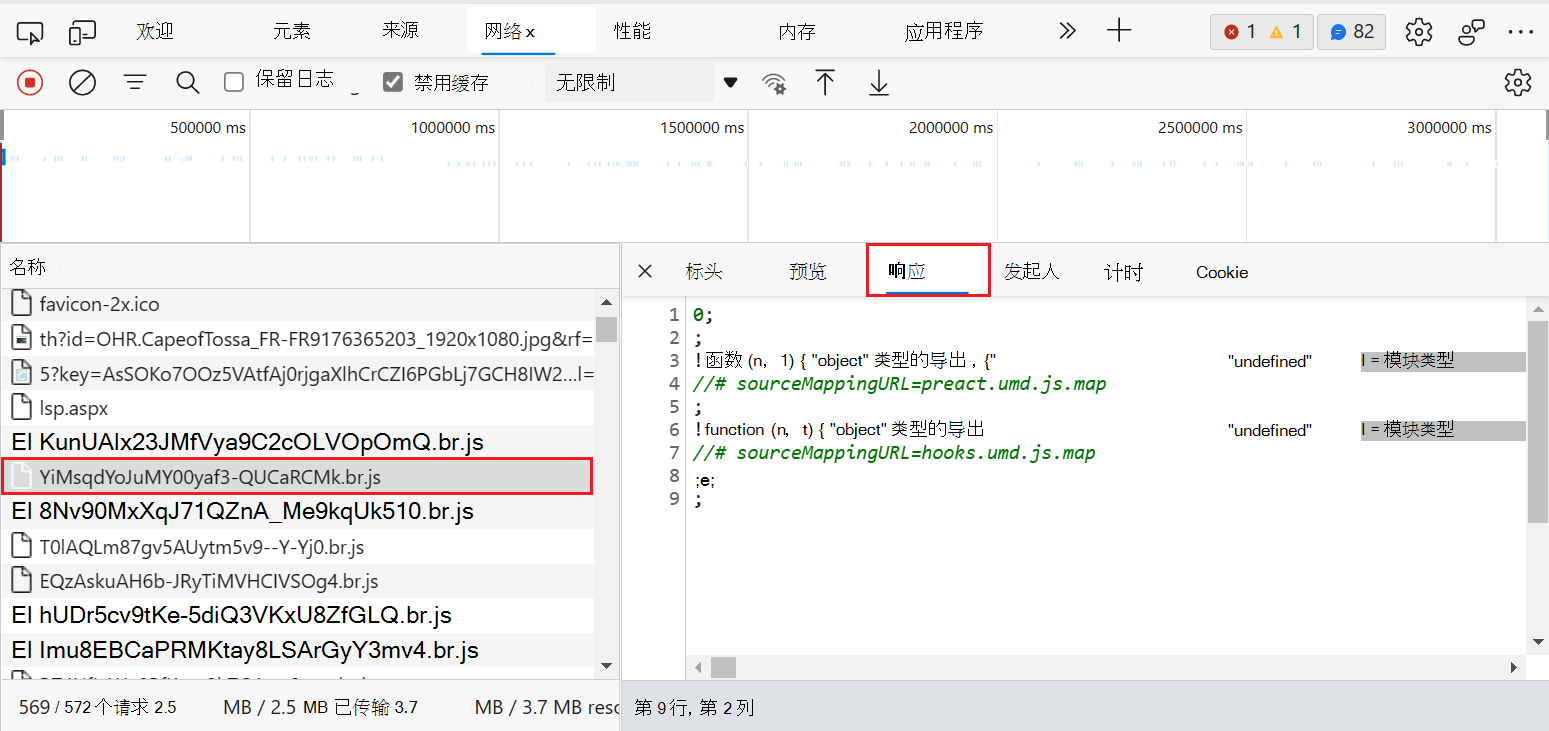 欢迎 元素 来源 网络 x 性能 内存 应用程序 1 1 82
保留日志 禁用缓存 无限制
500000 ms 1000000 ms 1500000 ms 2000000 ms 2500000 ms 3000000 ms
名称
favicon-2x.ico
th?id=OHR.CapeofTossa_FR-FR9176365203_1920x1080.jpg&rf=
5?key=AsSOKo7OOz5VAtfAj0rjgaXlhCrCZI6PGbLj7GCH8IW2...l=
lsp.aspx
El KunUAIx23JMfVya9C2cOLVOpOmQ.br.js
YiMsqdYoJuMY00yaf3-QUCaRCMk.br.js
El 8Nv90MxXqJ71QZnA_Me9kqUk510.br.js
T0lAQLm87gv5AUytm5v9--Y-Yj0.br.js
EQzAskuAH6b-JRyTiMVHCIVSOg4.br.js
El hUDr5cv9tKe-5diQ3VKxU8ZfGLQ.br.js
El Imu8EBCaPRMKtay8LSArGyY3mv4.br.js
569 / 572 个请求 2.5 MB / 2.5 MB 已传输 3.7 MB / 3.7 MB resc
标头 预览 响应 发起人 计时 Cookie
1 0;
2 ;
3 !函数 (n, 1) { "object" 类型的导出 , {" "undefined" l = 模块类型
4 //# sourceMappingURL=preact.umd.js.map
5 ;
6 !function (n, t) { "object" 类型的导出 "undefined" l = 模块类型
7 //# sourceMappingURL=hooks.umd.js.map
8 ;e;
9 ;
第 9 行, 第 2 列